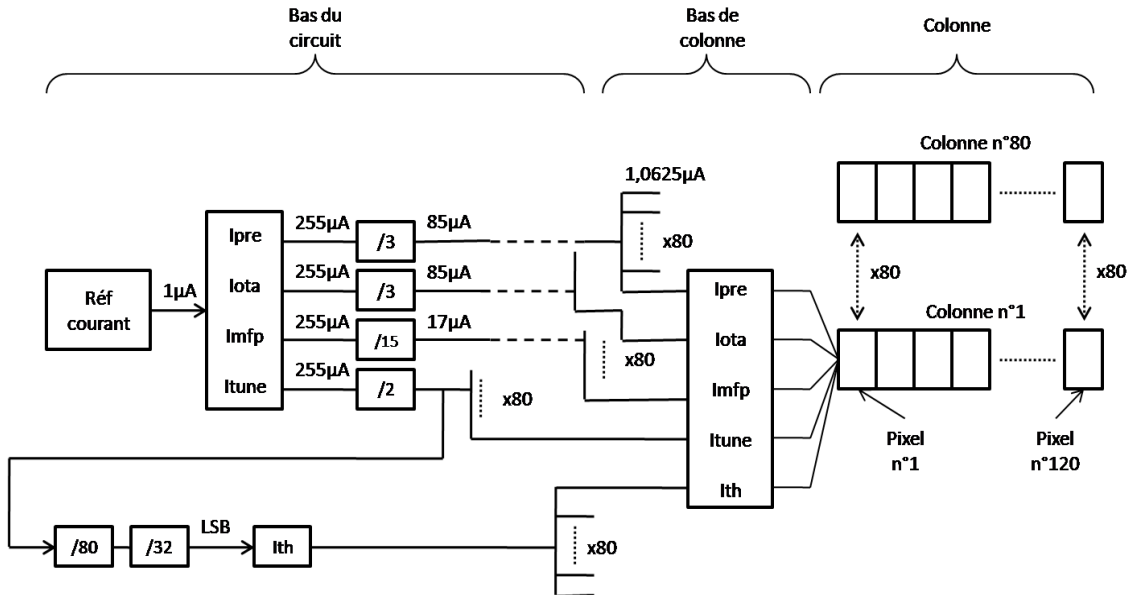 Bas du
circuit
Bas de
colonne
Colonne
Colonne n°80
1,0625µA
255µA
85µA
Ipre
/3
x80
255µA
85µA
x80
x80
Réf
courant
1µA
Iota
/3
Ipre
Colonne n°1
255µA
17µA
Imfp
/15
Iota
x80
255µA
Itune
/2
x80
Imfp
Itune
Pixel
n°1
Pixel
n°120
Ith
LSB
/80
/32
Ith
x80